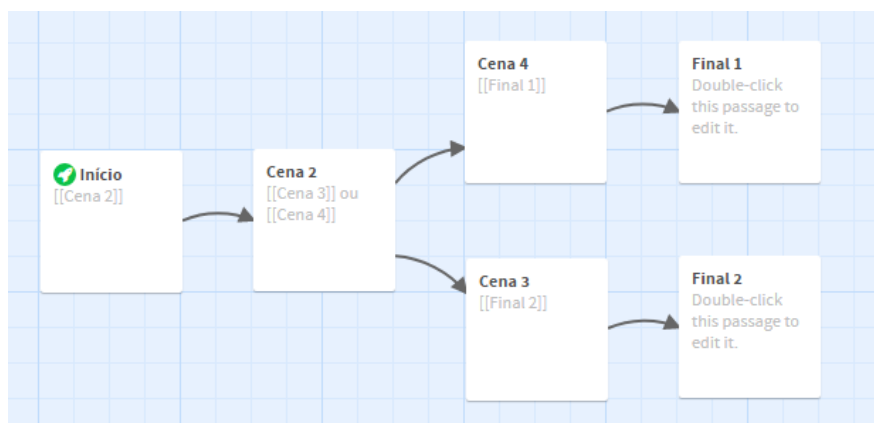 Início
[[Cena 2]]
Cena 2
[[Cena 3]] ou
[[Cena 4]]
Cena 4
[[Final 1]]
Final 1
Double-click
this passage to
edit it.
Cena 3
[[Final 2]]
Final 2
Double-click
this passage to
edit it.